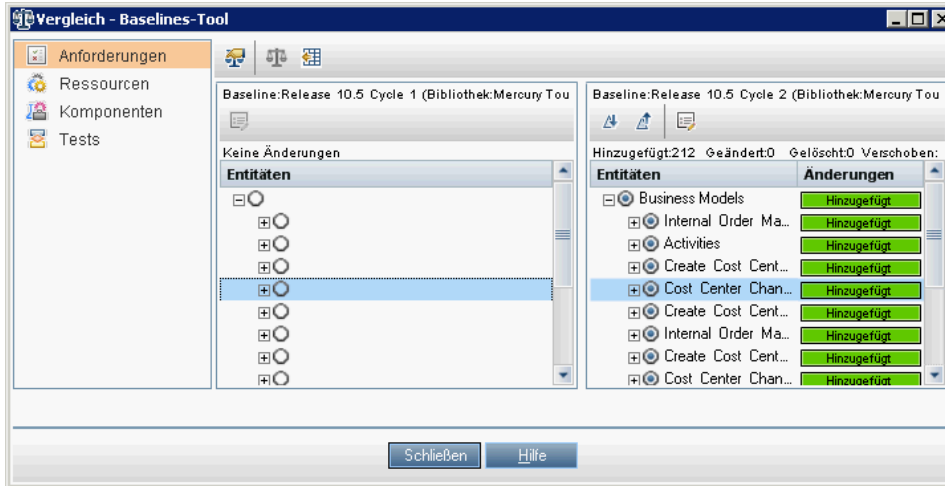 Vergleich - Baselines-Tool
Anforderungen
Ressourcen
Komponenten
Tests
Baseline:Release 10.5 Cycle 1 (Bibliothek:Mercury Tou
Keine Änderungen
Entitäten
Baseline:Release 10.5 Cycle 2 (Bibliothek:Mercury Tou
Hinzugefügt:212 Geändert:0 Gelöscht:0 Verschoben:
Entitäten Änderungen
Business Models Hinzugefügt
Internal Order Ma... Hinzugefügt
Activities Hinzugefügt
Create Cost Cent... Hinzugefügt
Cost Center Chan... Hinzugefügt
Create Cost Cent... Hinzugefügt
Internal Order Ma... Hinzugefügt
Create Cost Cent... Hinzugefügt
Cost Center Chan... Hinzugefügt
Schließen Hilfe